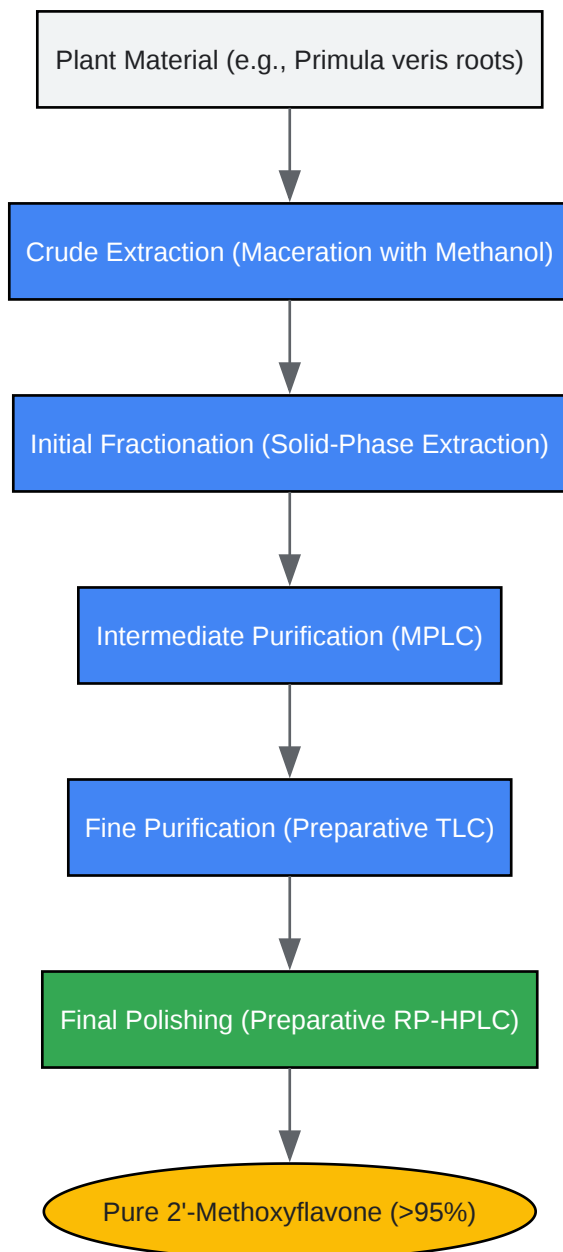 Plant Material (e.g., Primula veris roots)
Crude Extraction (Maceration with Methanol)
Initial Fractionation (Solid-Phase Extraction)
Intermediate Purification (MPLC)
Fine Purification (Preparative TLC)
Final Polishing (Preparative RP-HPLC)
Pure 2'-Methoxyflavone (>95%)